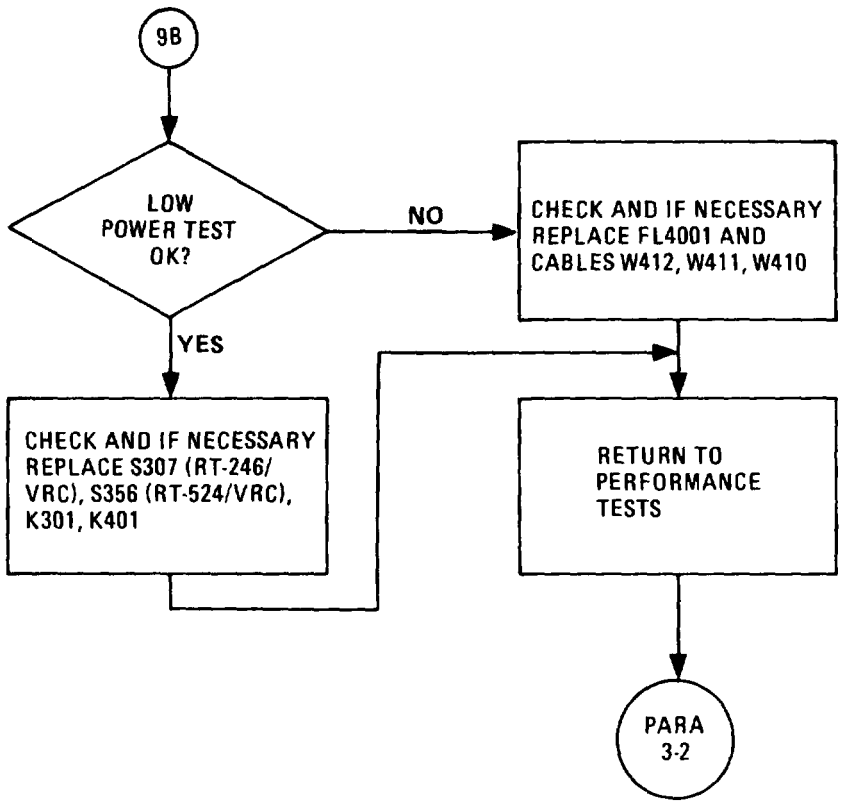 9B
LOW
POWER TEST
OK?
NO
CHECK AND IF NECESSARY
REPLACE FL4001 AND
CABLES W412, W411, W410
YES
CHECK AND IF NECESSARY
REPLACE S307 (RT-246/
VRC), S356 (RT-524/VRC),
K301, K401
RETURN TO
PERFORMANCE
TESTS
PARA
3-2